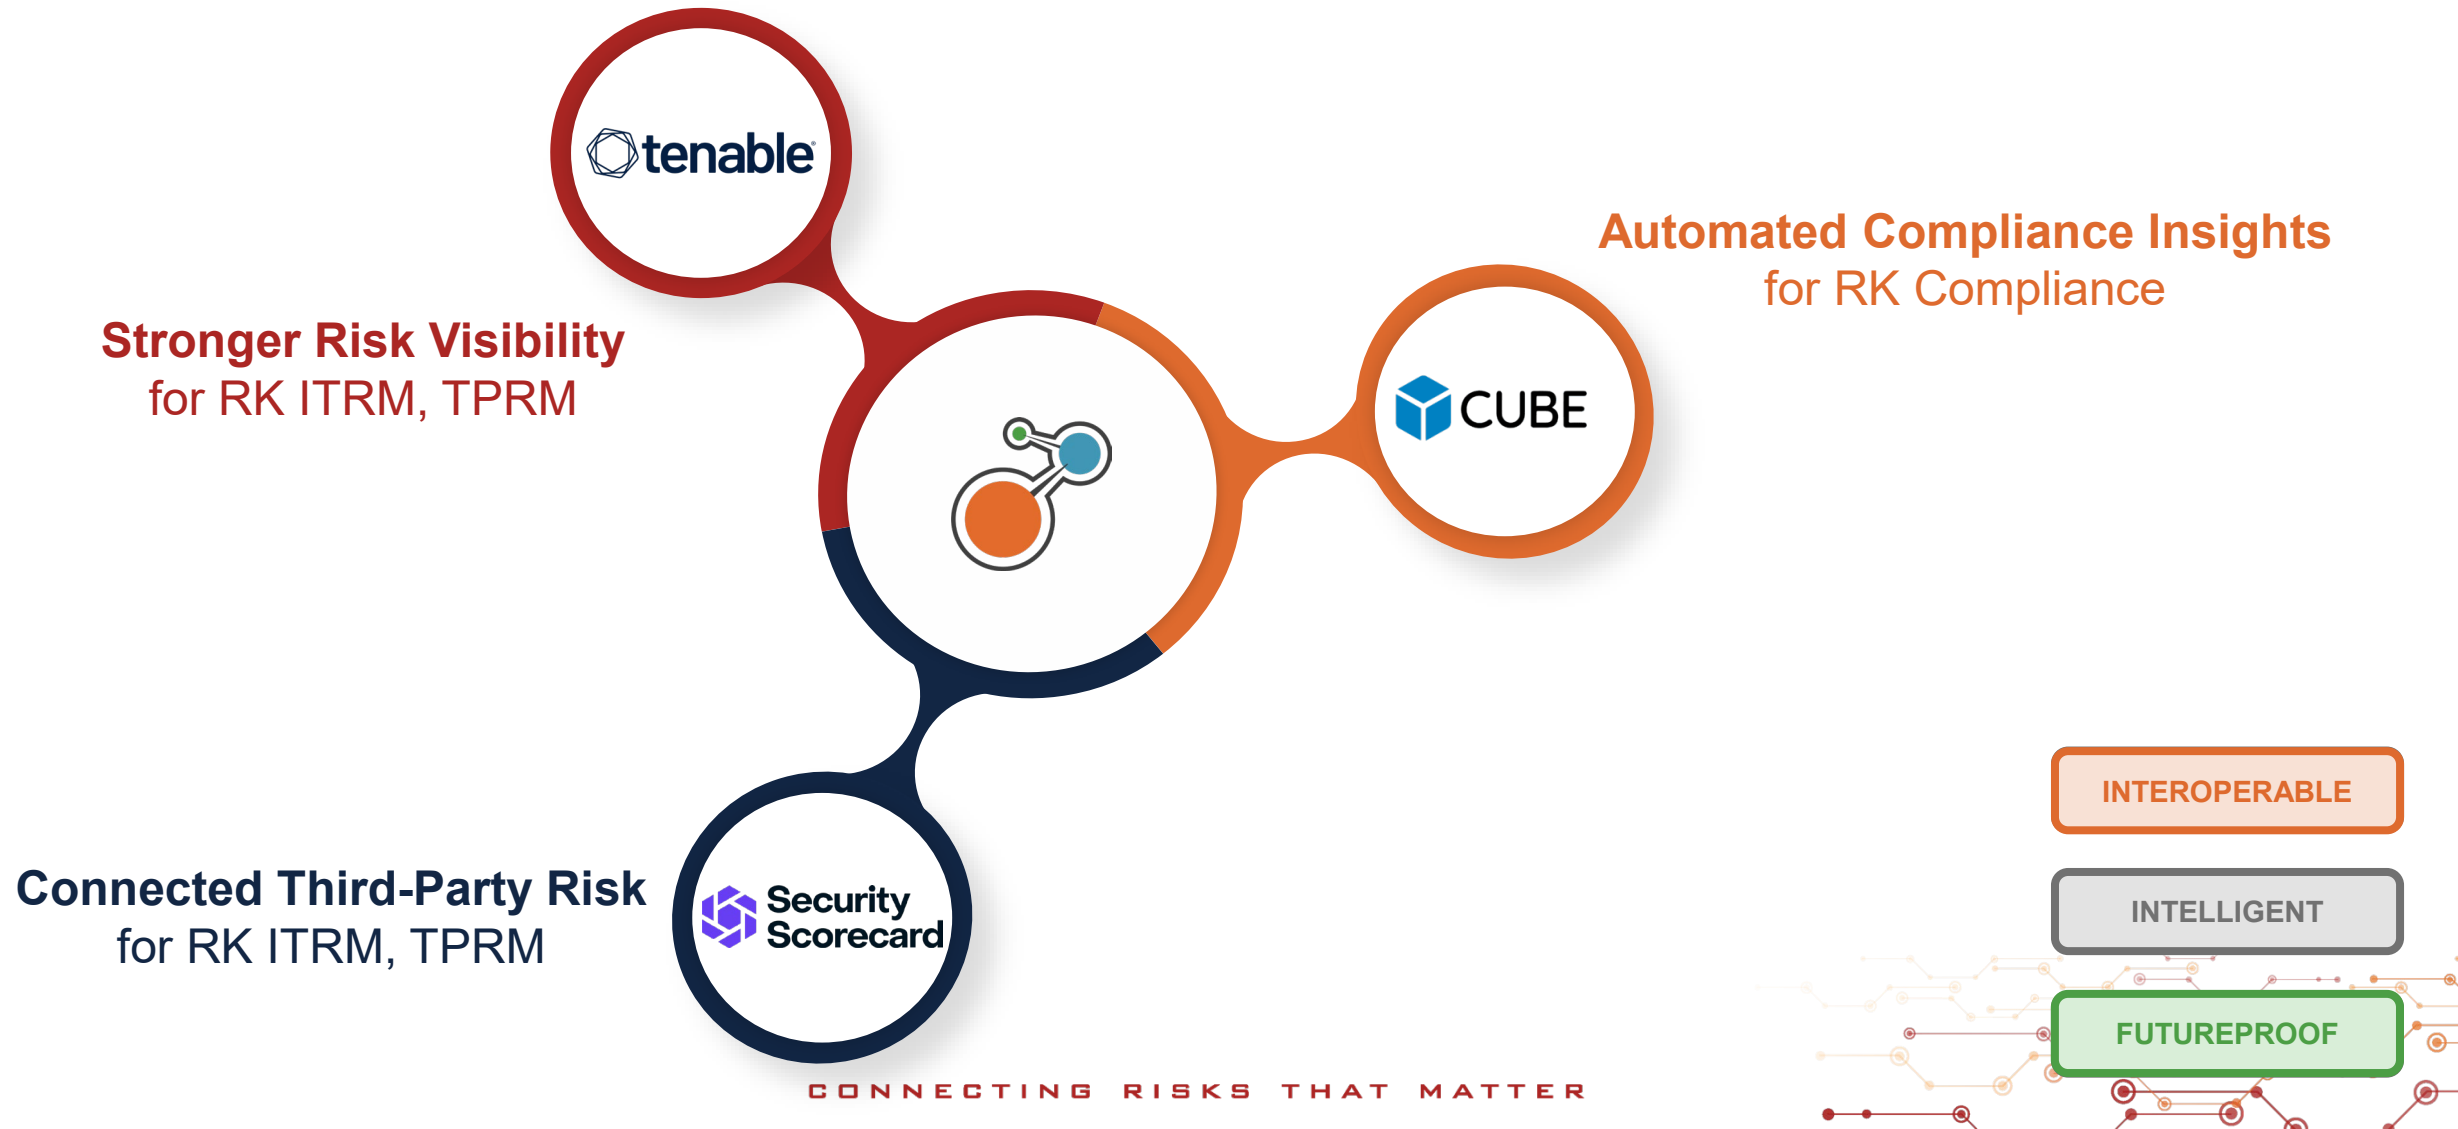 tenable
Stronger Risk Visibility
for RK ITRM, TPRM
Automated Compliance Insights
for RK Compliance
CUBE
Connected Third-Party Risk
for RK ITRM, TPRM
Security
Scorecard
INTEROPERABLE
INTELLIGENT
FUTUREPROOF
CONNECTING RISKS THAT MATTER